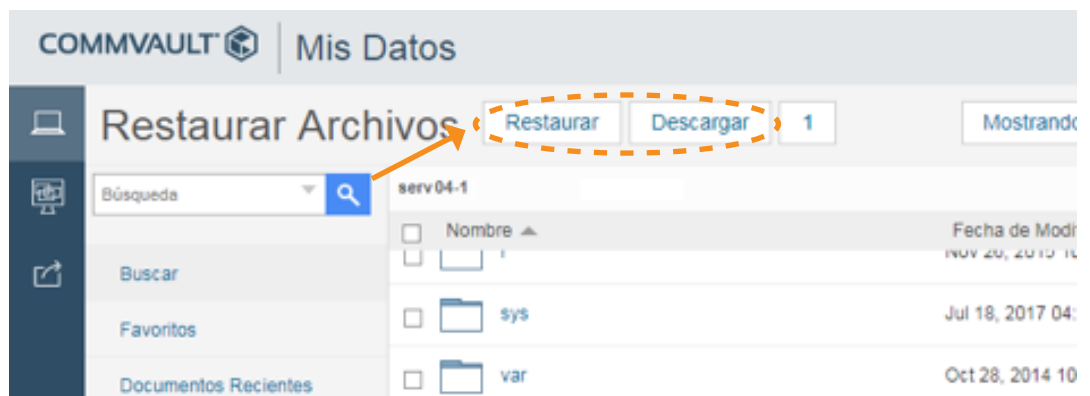 COMMVAULT Mis Datos
Restaurar Archivos Restaurar Descargar 1 Mostrando
Búsqueda
serv04-1
Nombre Fecha de Modi
Buscar
sys Jul 18, 2017 04:
Favoritos
var Oct 28, 2014 10
Documentos Recientes